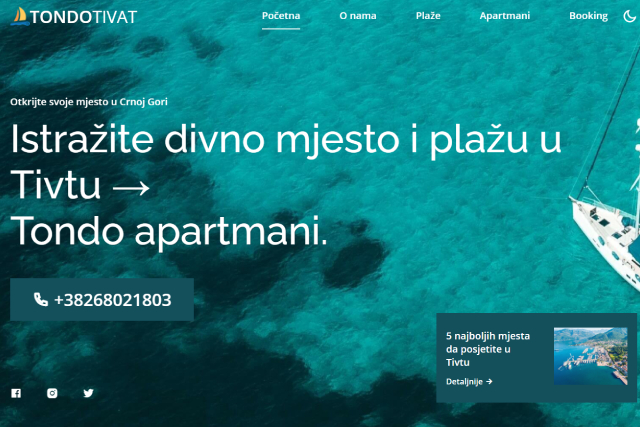 TONDOTIVAT
Početna
O nama
Plaže
Apartmani
Booking
Otkrijte svoje mjesto u Crnoj Gori
Istražite divno mjesto i plažu u
Tivtu →
Tondo apartmani.
+38268021803
5 najboljih mjesta
da posjetite u
Tivtu
Detaljnije →